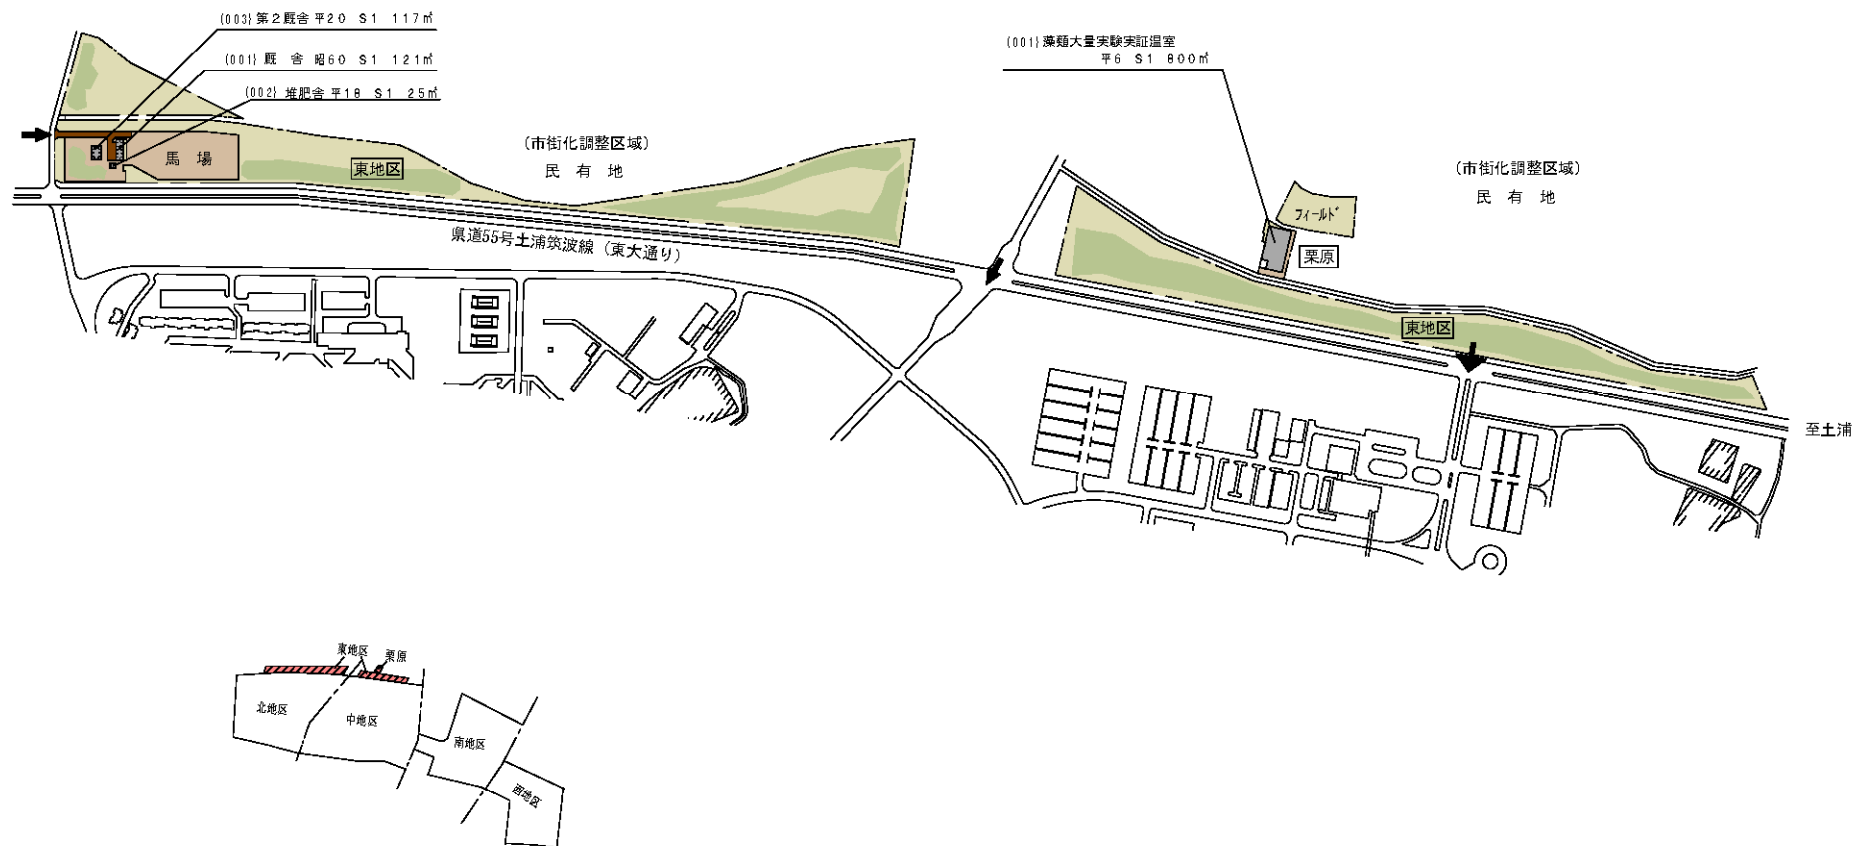 (003) 第2厩舎 平20 S1 117㎡
(001) 厩 舎 昭60 S1 121㎡
(002) 堆肥舎 平18 S1 25㎡
馬 場
東地区
(市街化調整区域)
民 有 地
県道55号土浦筑波線（東大通り）
(001) 藻類大量実験実証温室
平6 S1 800㎡
フィールド
栗原
(市街化調整区域)
民 有 地
東地区
至土浦
東地区
栗原
北地区
中地区
南地区
西地区